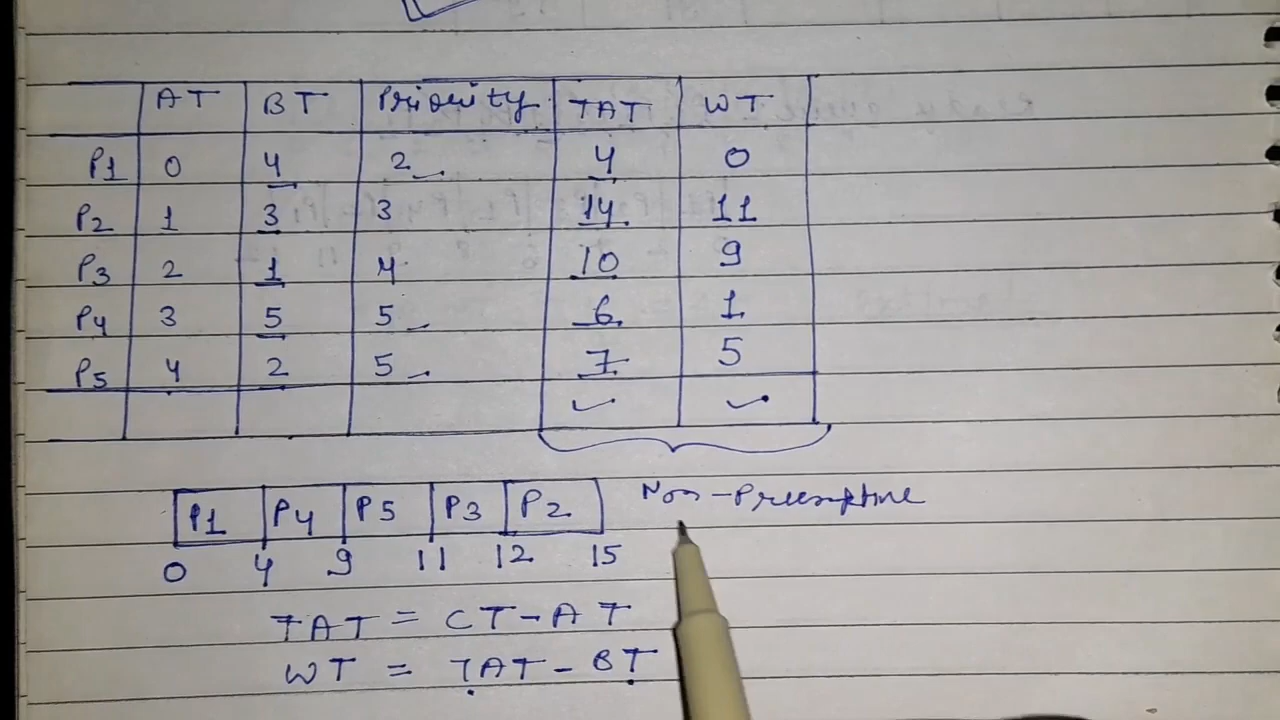 AT BT Priority TAT WT
P1 0 4 2 4 0
P2 1 3 3 14 11
P3 2 1 4 10 9
P4 3 5 5 6 1
P5 4 2 5 7 5
P1 P4 P5 P3 P2 Non-Preemptive
0 4 9 11 12 15
TAT = CT - AT
WT = TAT - BT